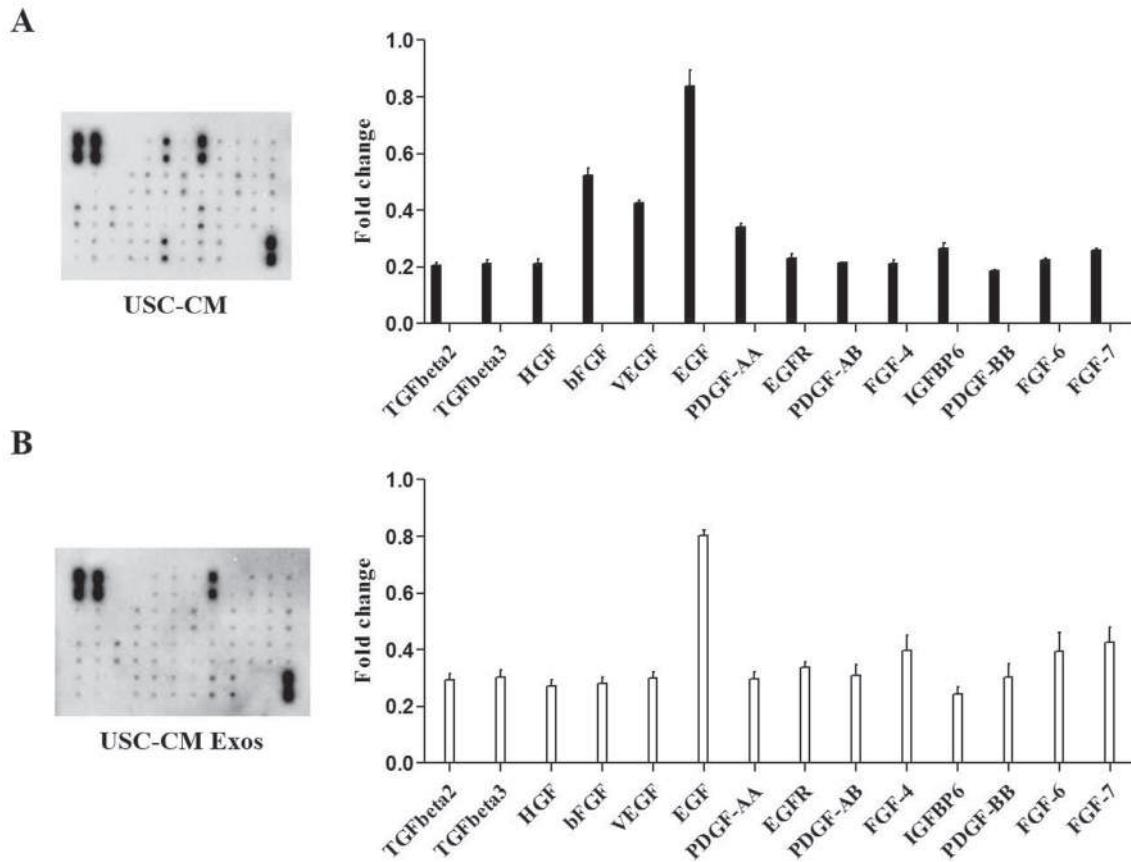 A
USC-CM
Fold change
1.0
0.8
0.6
0.4
0.2
0.0
TGFbeta2
TGFbeta3
HGF
bFGF
VEGF
EGF
PDGF-AA
EGFR
PDGF-AB
FGF-4
IGFBP6
PDGF-BB
FGF-6
FGF-7
B
USC-CM Exos
Fold change
1.0
0.8
0.6
0.4
0.2
0.0
TGFbeta2
TGFbeta3
HGF
bFGF
VEGF
EGF
PDGF-AA
EGFR
PDGF-AB
FGF-4
IGFBP6
PDGF-BB
FGF-6
FGF-7